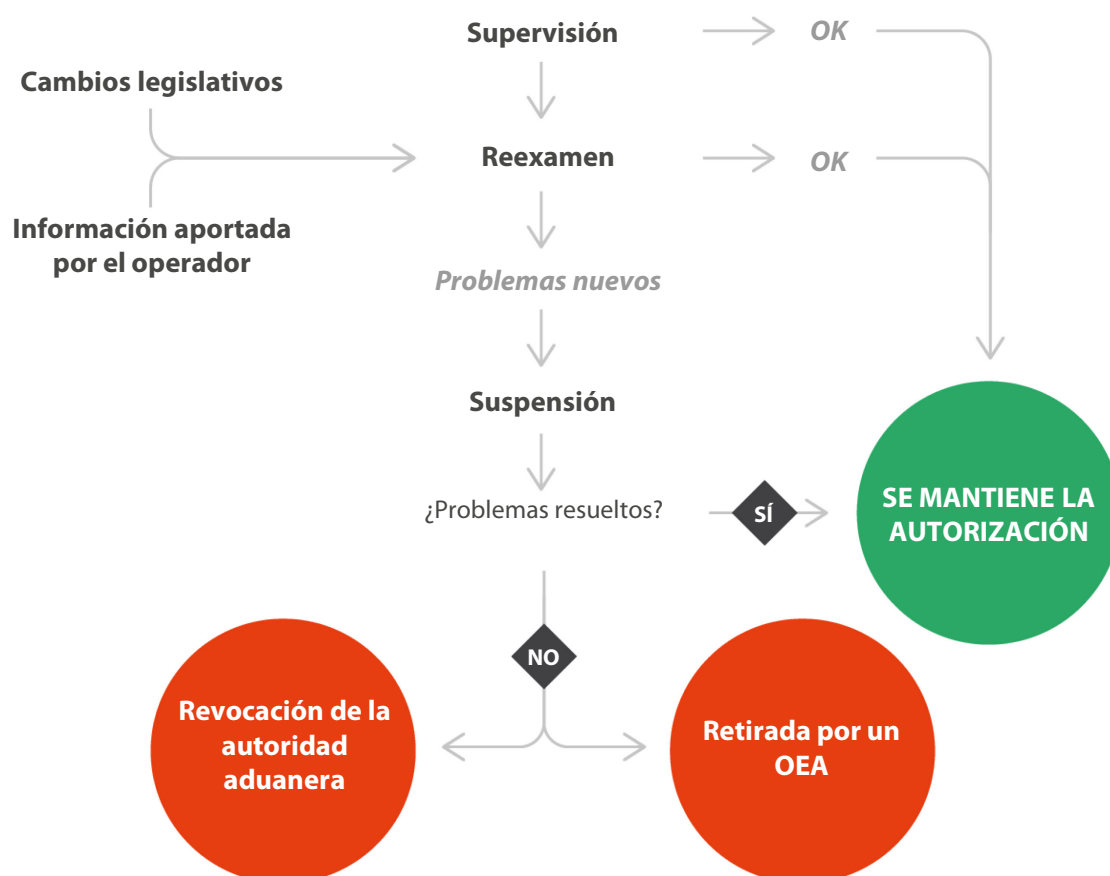 Supervisión
OK
Cambios legislativos
Reexamen
OK
Información aportada
por el operador
Problemas nuevos
Suspensión
¿Problemas resueltos?
SÍ
SE MANTIENE LA
AUTORIZACIÓN
NO
Revocación de la
autoridad
aduanera
Retirada por un
OEA